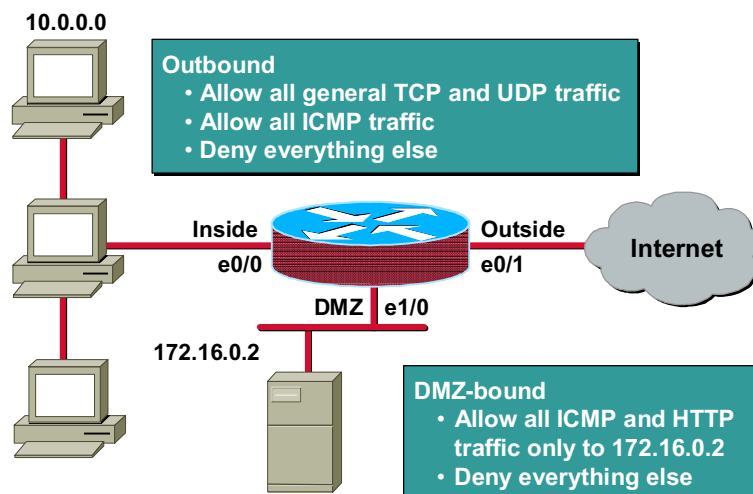 10.0.0.0
Outbound
• Allow all general TCP and UDP traffic
• Allow all ICMP traffic
• Deny everything else
Inside
e0/0
Outside
e0/1
Internet
DMZ
e1/0
172.16.0.2
DMZ-bound
• Allow all ICMP and HTTP
traffic only to 172.16.0.2
• Deny everything else